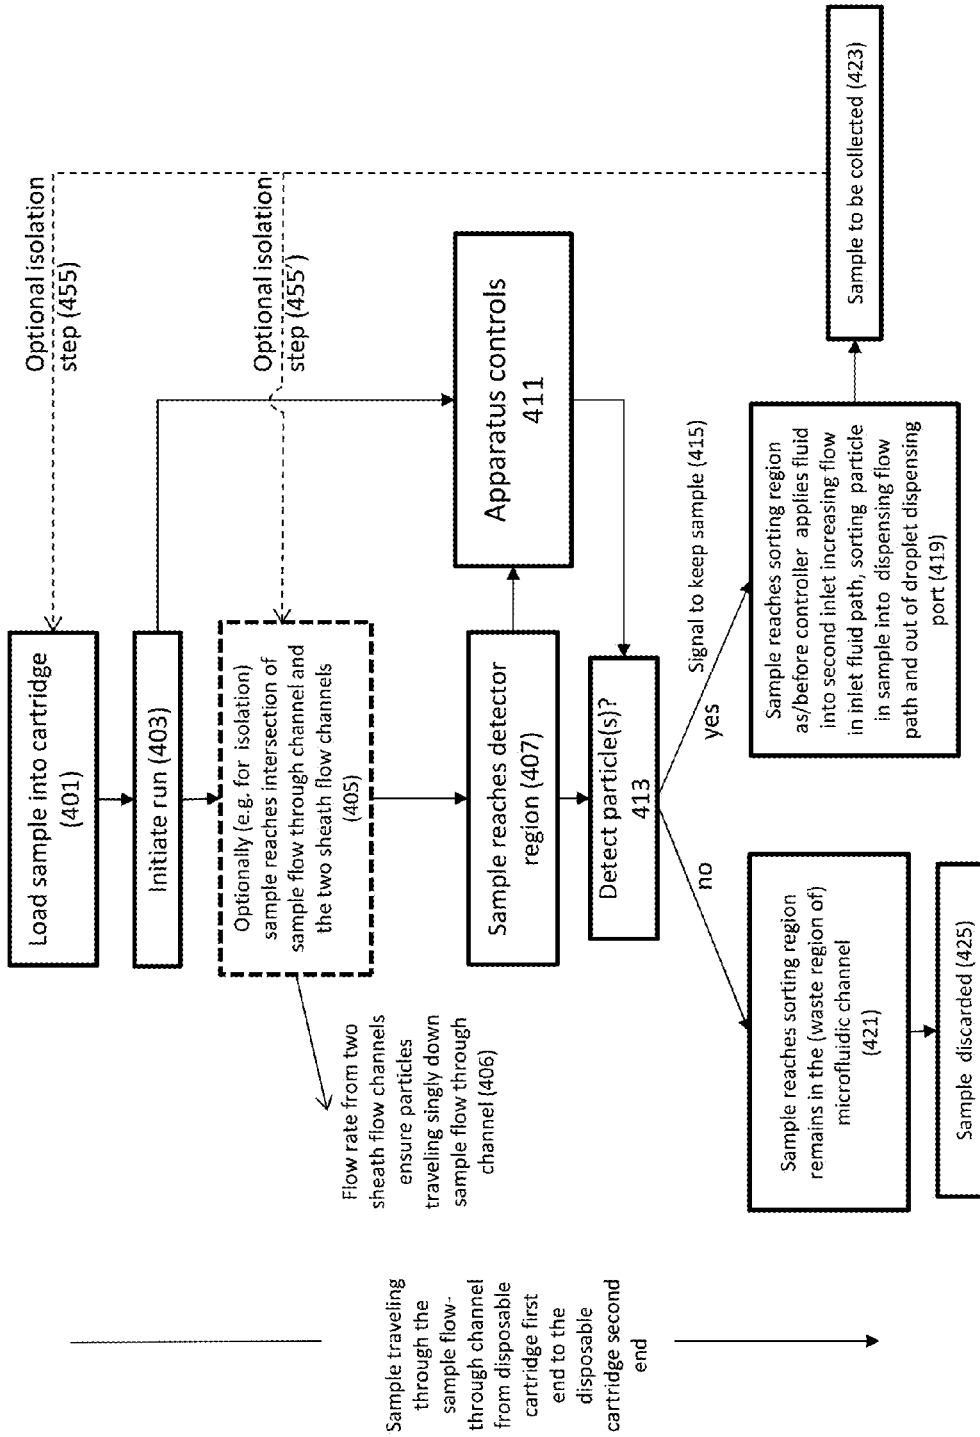 Load sample into cartridge
(401)
Initiate run (403)
Optional isolation
step (455)
Optionally (e.g. for isolation)
sample reaches intersection of
sample flow through channel and
the two sheath flow channels
(405)
Optional isolation
step (455')
Flow rate from two
sheath flow channels
ensure particles
traveling singly down
sample flow through
channel (406)
Sample reaches detector
region (407)
Apparatus controls
411
Detect particle(s)?
413
Signal to keep sample (415)
yes
no
Sample reaches sorting region
as/before controller applies fluid
into second inlet increasing flow
in inlet fluid path, sorting particle
in sample into dispensing flow
path and out of droplet dispensing
port (419)
Sample to be collected (423)
Sample reaches sorting region
remains in the (waste region of)
microfluidic channel
(421)
Sample discarded (425)
Sample traveling
through the
sample flow-
through channel
from disposable
cartridge first
end to the
disposable
cartridge second
end